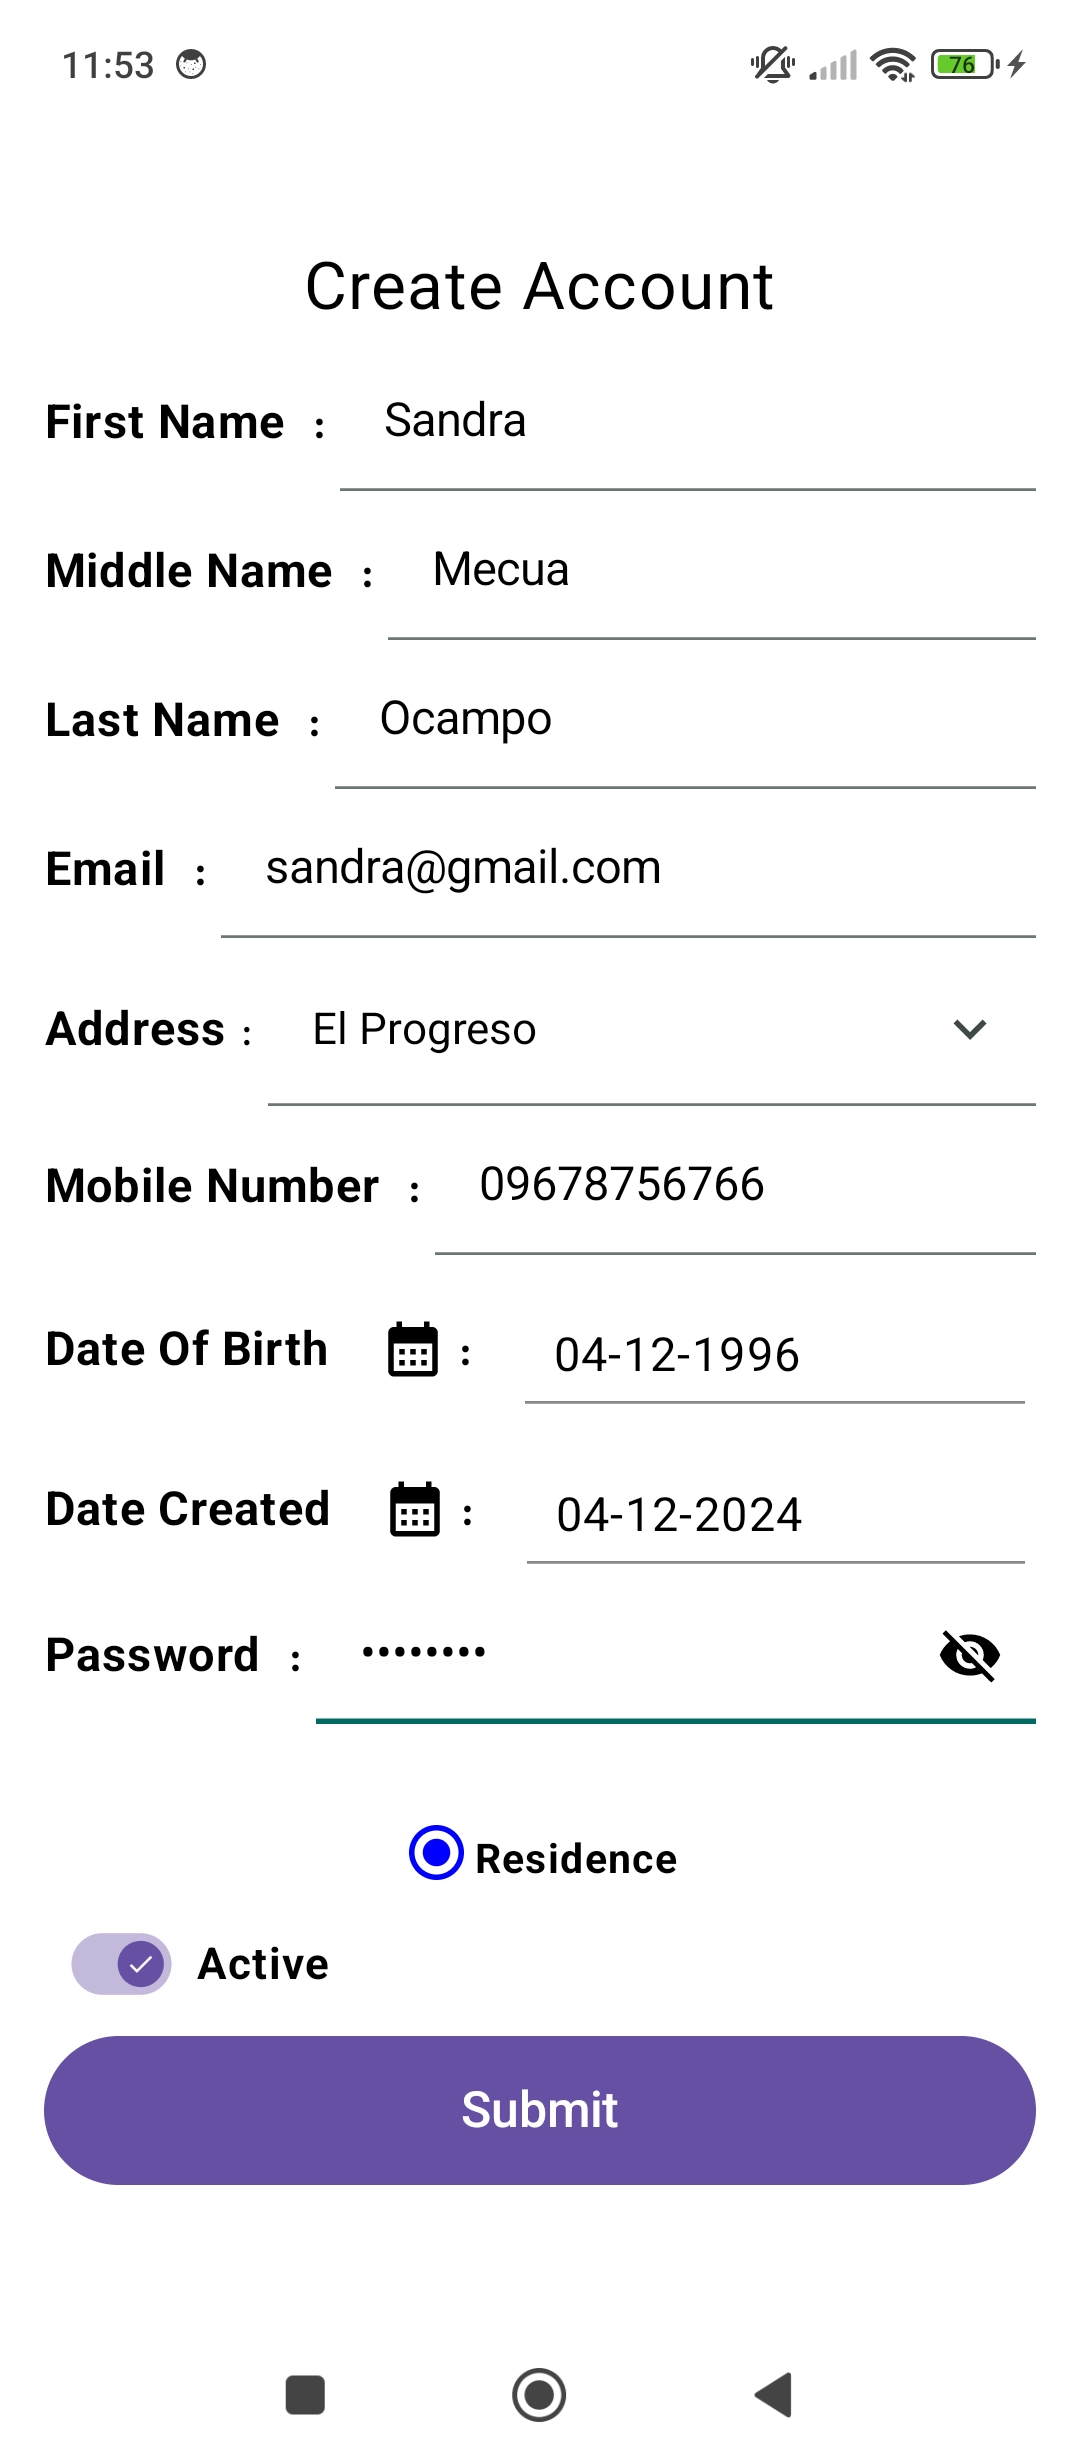 11:53
76
Create Account
First Name : Sandra
Middle Name : Mecua
Last Name : Ocampo
Email : sandra@gmail.com
Address : El Progreso
Mobile Number : 09678756766
Date Of Birth : 04-12-1996
Date Created : 04-12-2024
Password : ••••••••
Residence
Active
Submit